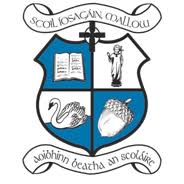 Scoil Íosagáin, Mallow
Aoibhinn Beatha an Scoláire